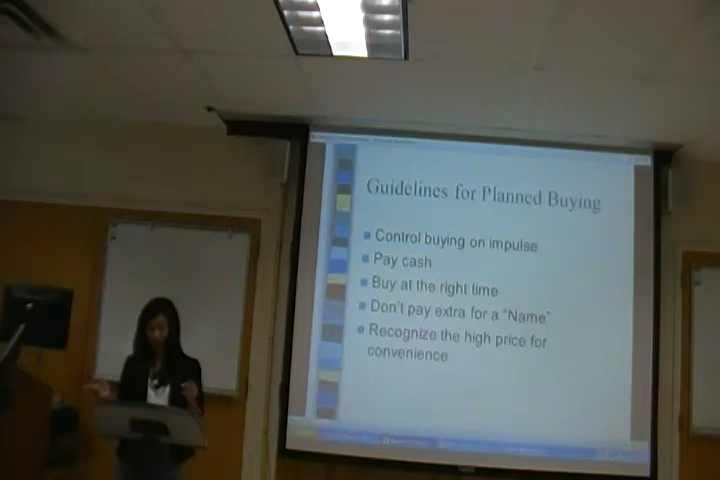 Guidelines for Planned Buying
Control buying on impulse
Pay cash
Buy at the right time
Don't pay extra for a "Name"
Recognize the high price for
convenience